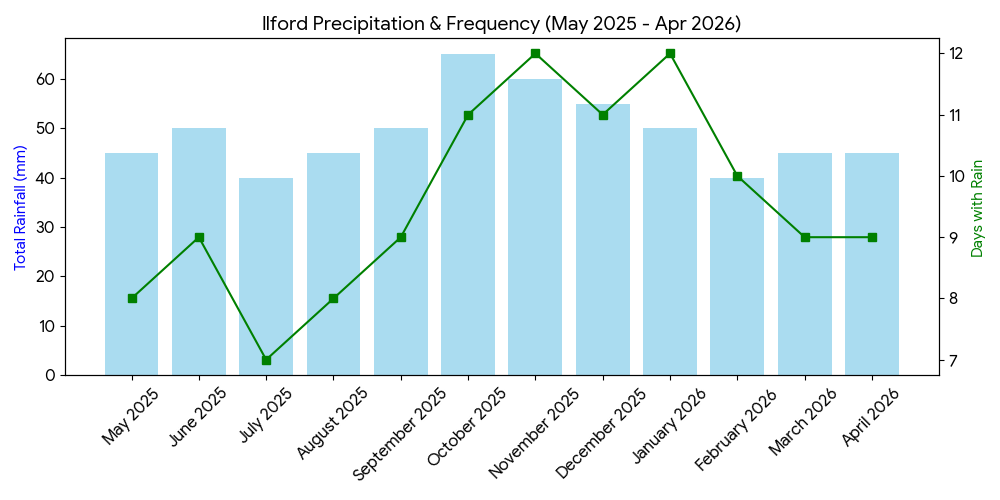 Ilford Precipitation & Frequency (May 2025 - Apr 2026)
Total Rainfall (mm)
60
50
40
30
20
10
0
12
11
10
9
8
7
Days with Rain
May 2025
June 2025
July 2025
August 2025
September 2025
October 2025
November 2025
December 2025
January 2026
February 2026
March 2026
April 2026